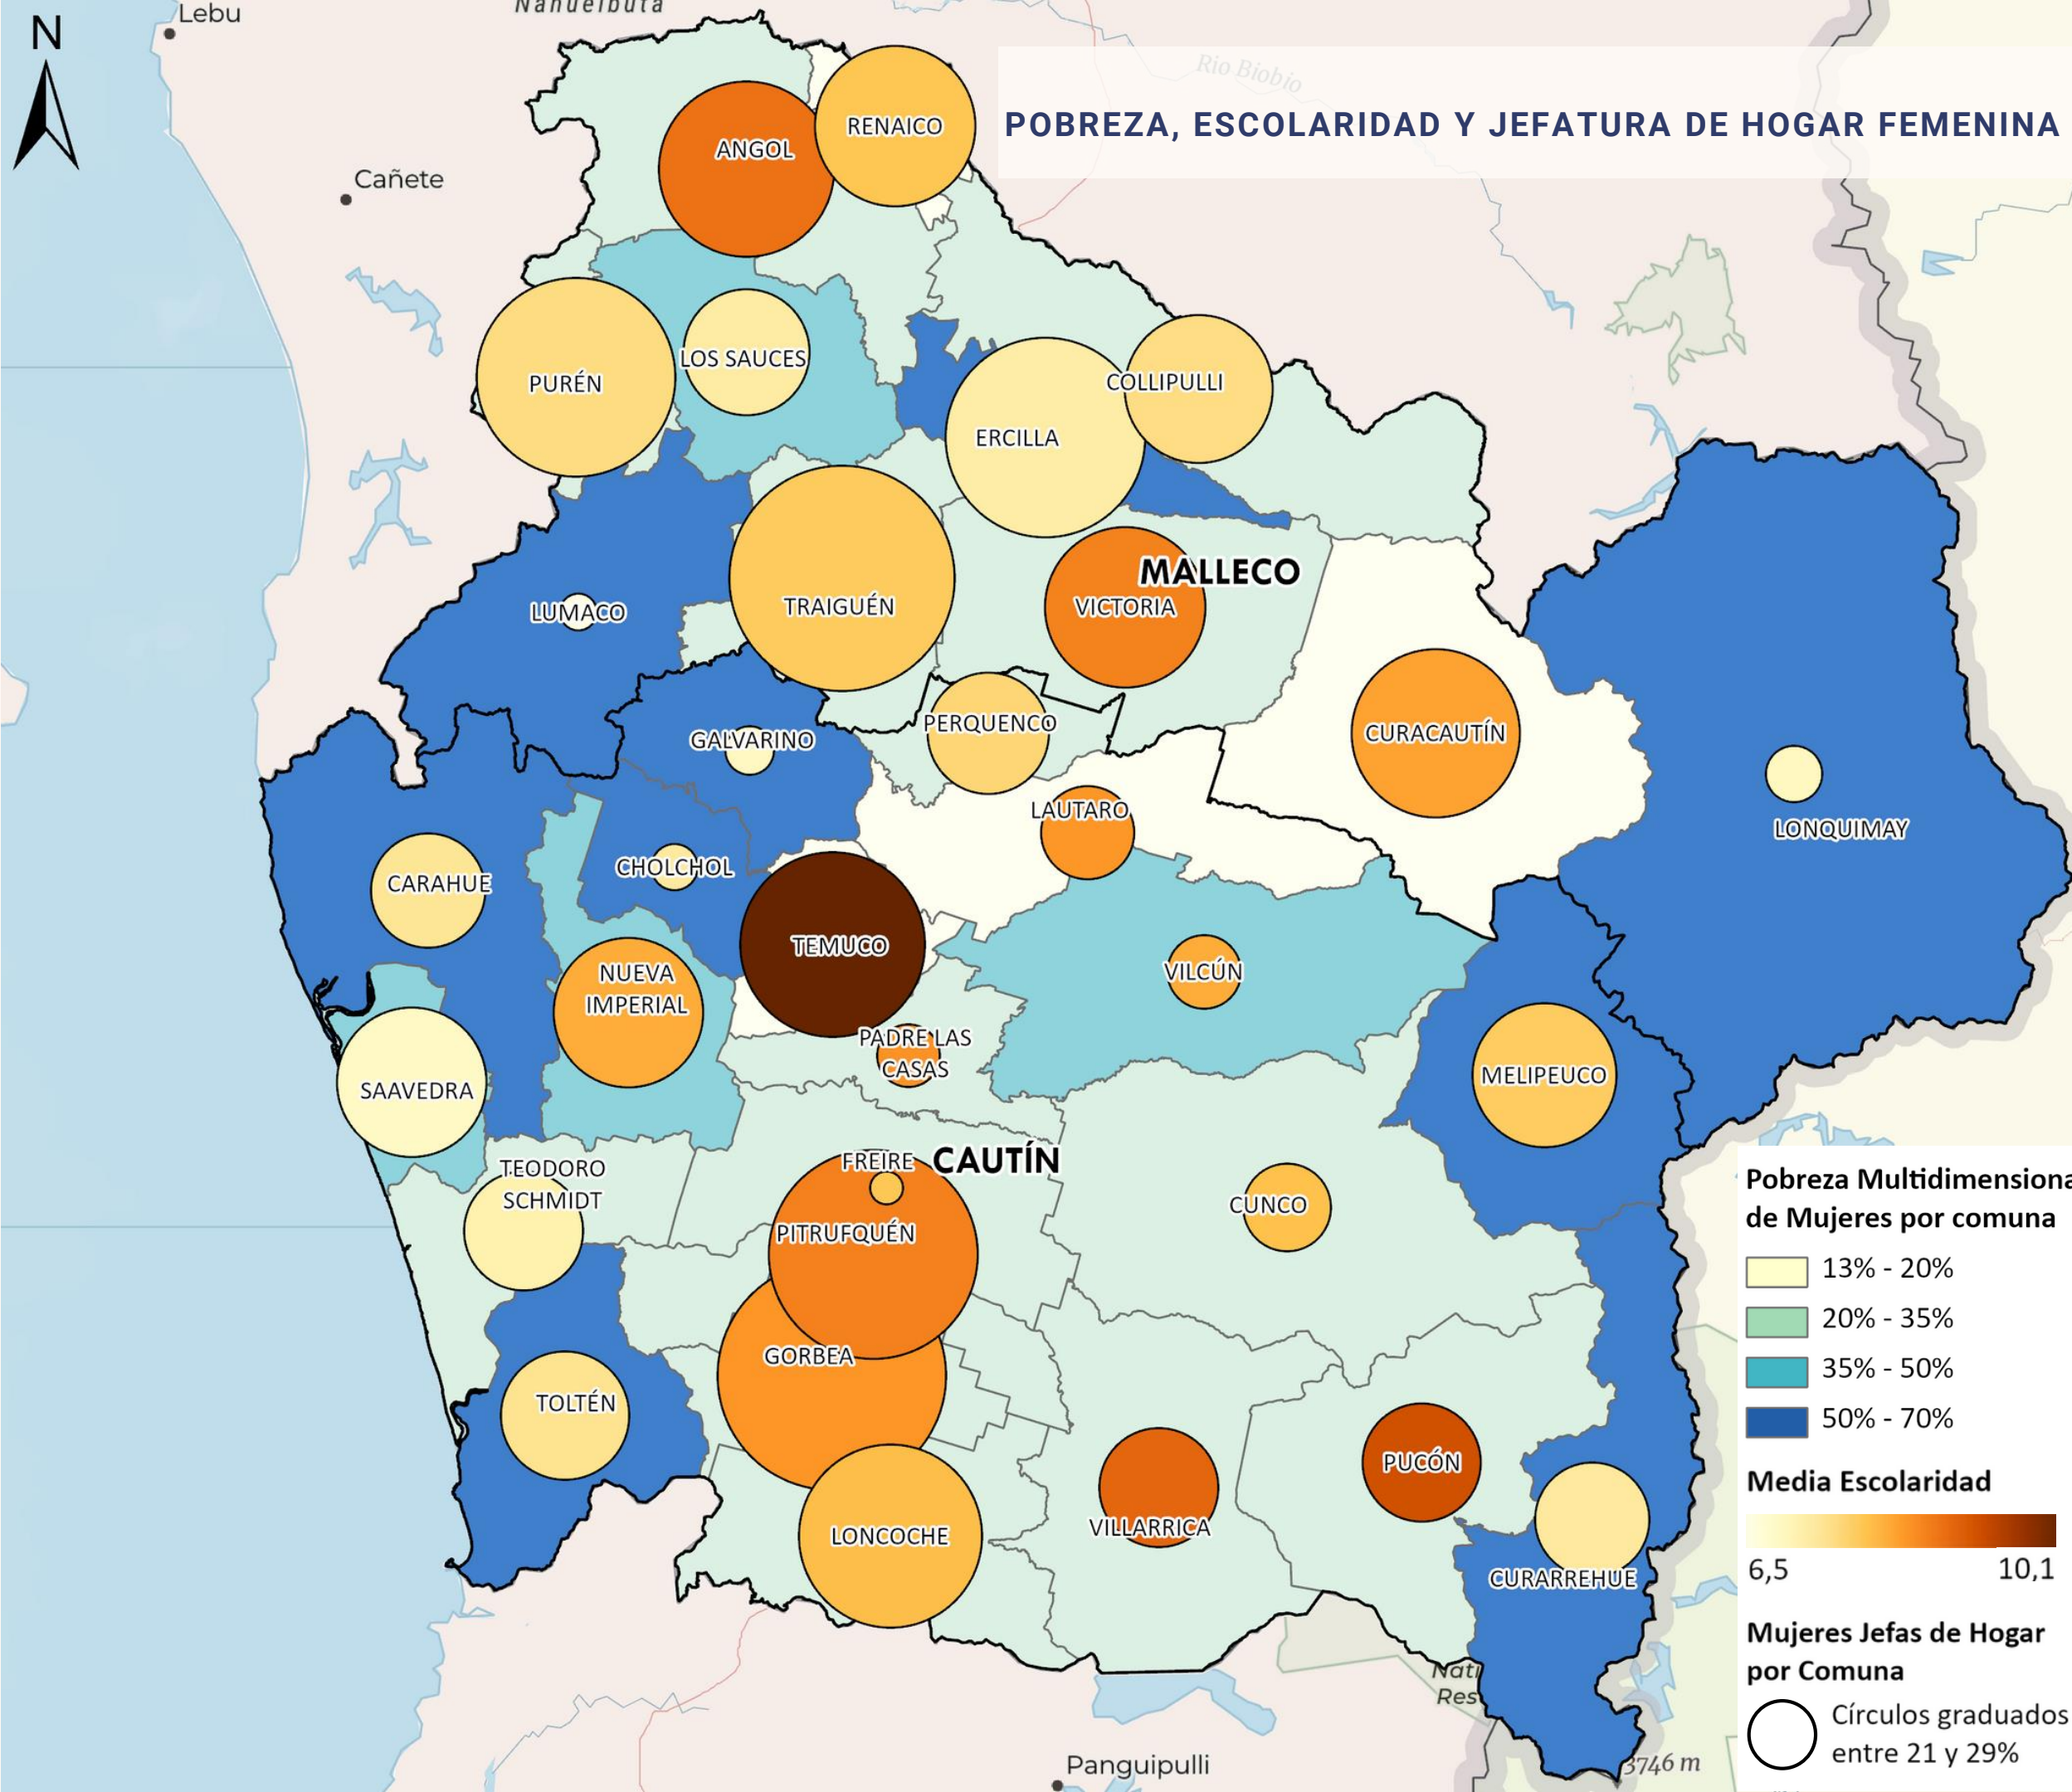 Nahuelbuta
Lebu
N
Rio Biobio
POBREZA, ESCOLARIDAD Y JEFATURA DE HOGAR FEMENINA
RENAICO
ANGOL
Cañete
LOS SAUCES
PURÉN
COLLIPULLI
ERCILLA
MALLECO
TRAIGUÉN
VICTORIA
LUMACO
PERQUENCO
CURACAUTÍN
GALVARINO
LAUTARO
LONQUIMAY
CHOLCHOL
CARAHUE
TEMUCO
NUEVA
IMPERIAL
VILCÚN
PADRE LAS
CASAS
MELIPEUCO
SAAVEDRA
TEODORO
SCHMIDT
FREIRE
CAUTÍN
CUNCO
PITRUFQUÉN
GORBEA
TOLTÉN
PUCÓN
VILLARRICA
LONCOCHE
CURARREHUE
Pobreza Multidimensiona
de Mujeres por comuna
13% - 20%
20% - 35%
35% - 50%
50% - 70%
Media Escolaridad
6,5
10,1
Mujeres Jefas de Hogar
por Comuna
Círculos graduados
entre 21 y 29%
Nati
Res
3746 m
Panguipulli